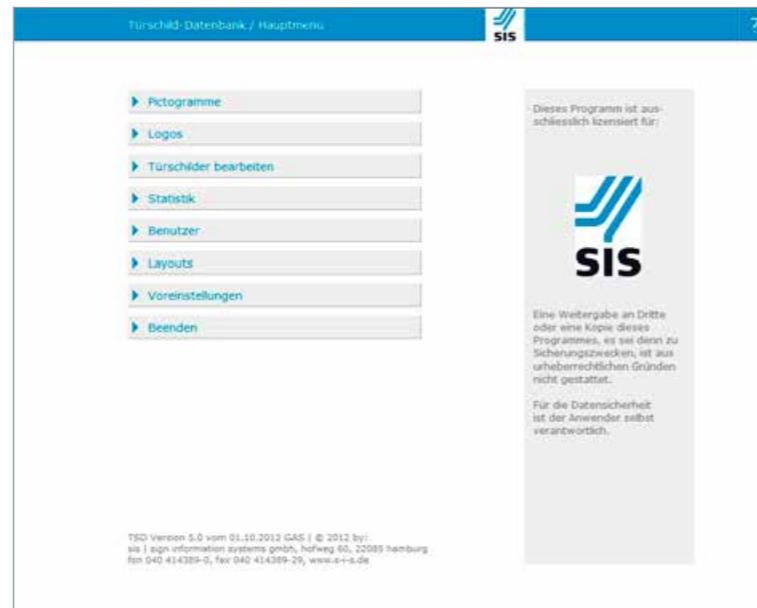 Türschild-Datenbank / Hauptmenü
SIS
?
Pictogramme
Logos
Türschilder bearbeiten
Statistik
Benutzer
Layouts
Voreinstellungen
Beenden
Dieses Programm ist aus-
schliesslich lizensiert für:
SIS
Eine Weitergabe an Dritte
oder eine Kopie dieses
Programmes, es sei denn zu
Sicherungszwecken, ist aus
urheberrechtlichen Gründen
nicht gestattet.
Für die Datensicherheit
ist der Anwender selbst
verantwortlich.
TSD Version 5.0 vom 01.10.2012 GAS | © 2012 by:
sis | sign information systems gmbh, hofweg 60, 22085 hamburg
fon 040 414389-0, fax 040 414389-29, www.s-i-s.de